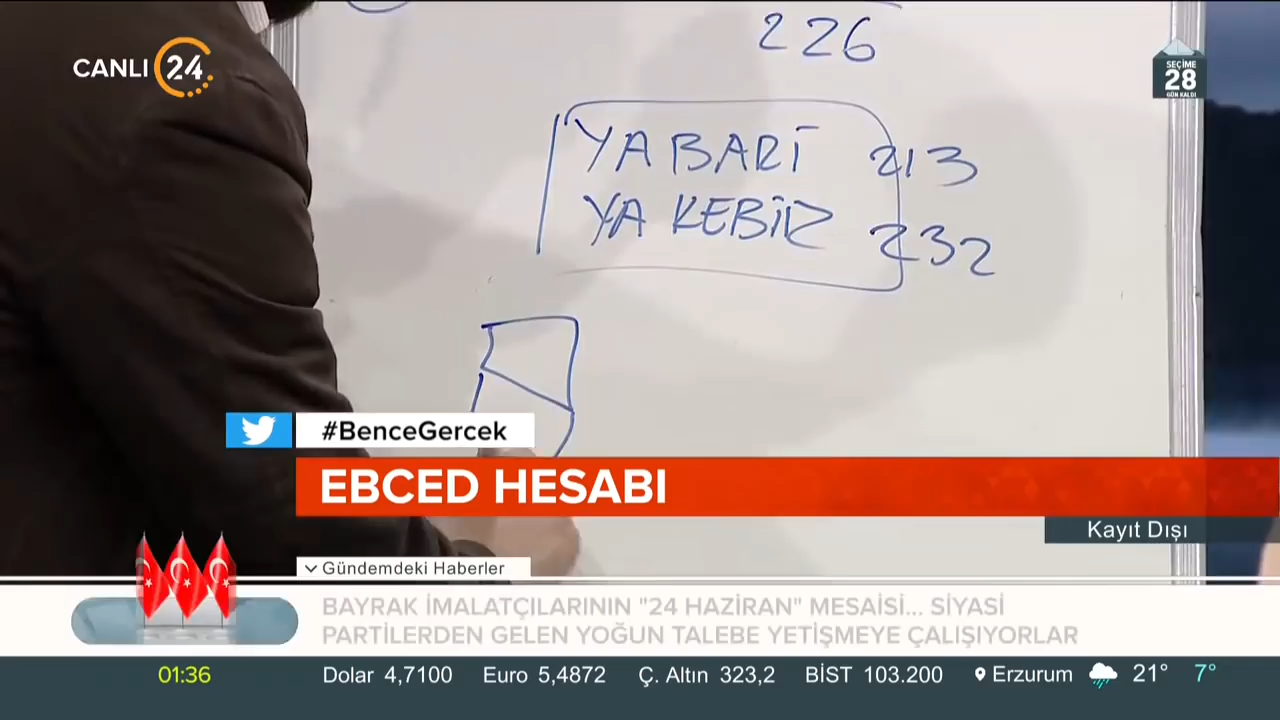 226
CANLI 24
SEÇİME
28
GÜN KALDI
YA BARİ 213
YA KEBİR 232
#BenceGercek
EBCED HESABI
Kayıt Dışı
Gündemdeki Haberler
BAYRAK İMALATÇILARININ "24 HAZİRAN" MESAİSİ... SİYASİ
PARTİLERDEN GELEN YOĞUN TALEBE YETİŞMEYE ÇALIŞIYORLAR
01:36 Dolar 4,7100 Euro 5,4872 Ç. Altın 323,2 BİST 103.200 Erzurum 21° 7°